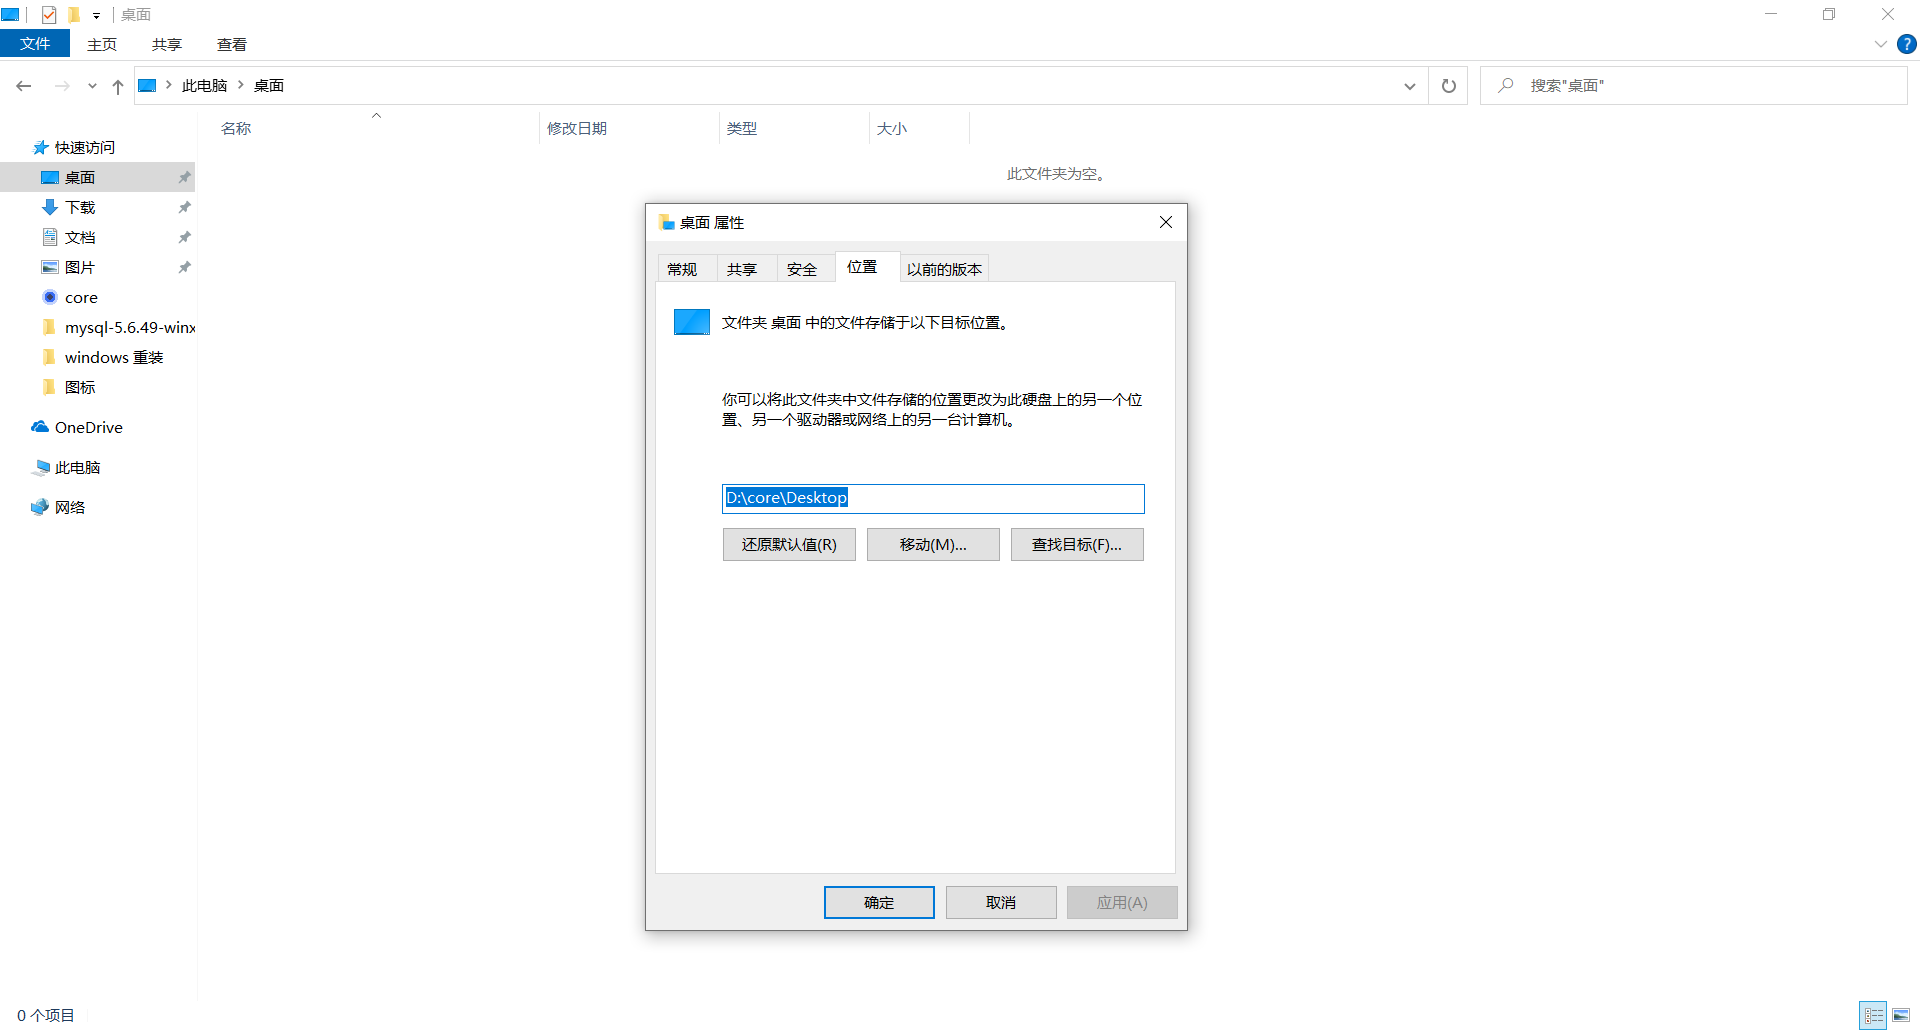 桌面
文件 主页 共享 查看
此电脑 桌面
搜索"桌面"
名称 修改日期 类型 大小
此文件夹为空。
快速访问
桌面
下载
文档
图片
core
mysql-5.6.49-winx
windows 重装
图标
OneDrive
此电脑
网络
桌面 属性
常规 共享 安全 位置 以前的版本
文件夹 桌面 中的文件存储于以下目标位置。
你可以将此文件夹中文件存储的位置更改为此硬盘上的另一个位
置、另一个驱动器或网络上的另一台计算机。
D:\core\Desktop
还原默认值(R) 移动(M)... 查找目标(F)...
确定 取消 应用(A)
0 个项目